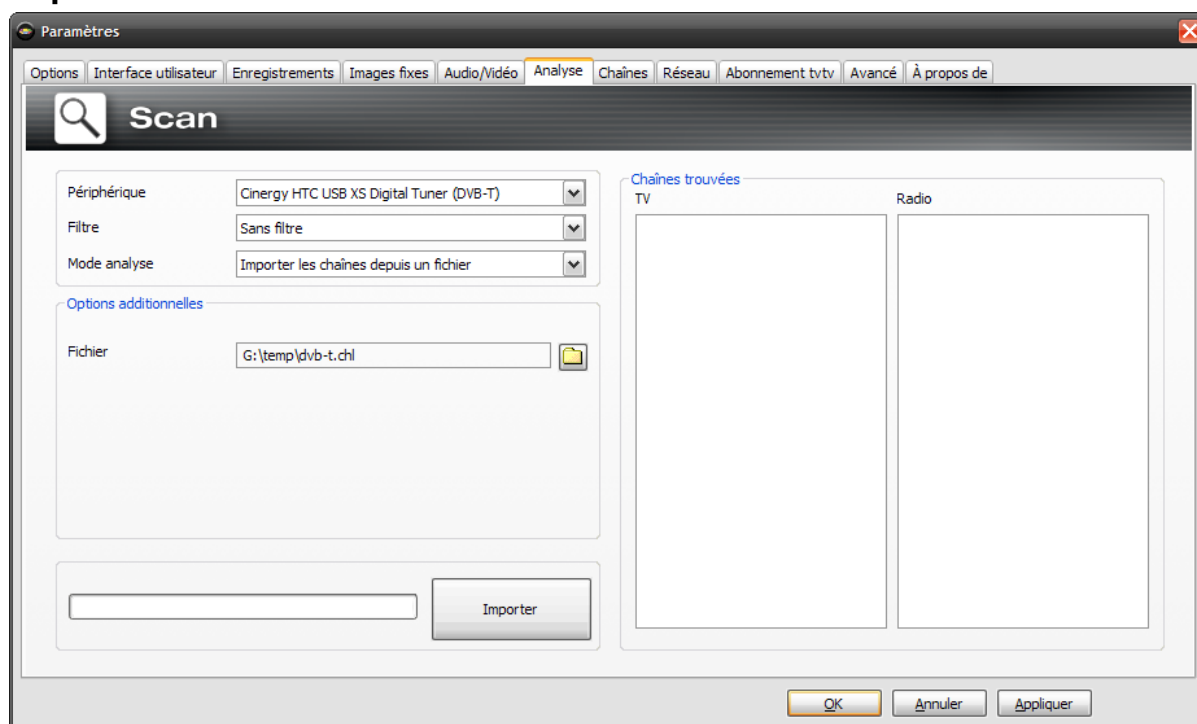 Paramètres
Options Interface utilisateur Enregistrements Images fixes Audio/Vidéo Analyse Chaînes Réseau Abonnement tvtv Avancé À propos de
Scan
Périphérique Cinergy HTC USB XS Digital Tuner (DVB-T)
Filtre Sans filtre
Mode analyse Importer les chaînes depuis un fichier
Options additionnelles
Fichier G:\temp\dvb-t.chl
Importer
Chaînes trouvées
TV Radio
OK Annuler Appliquer